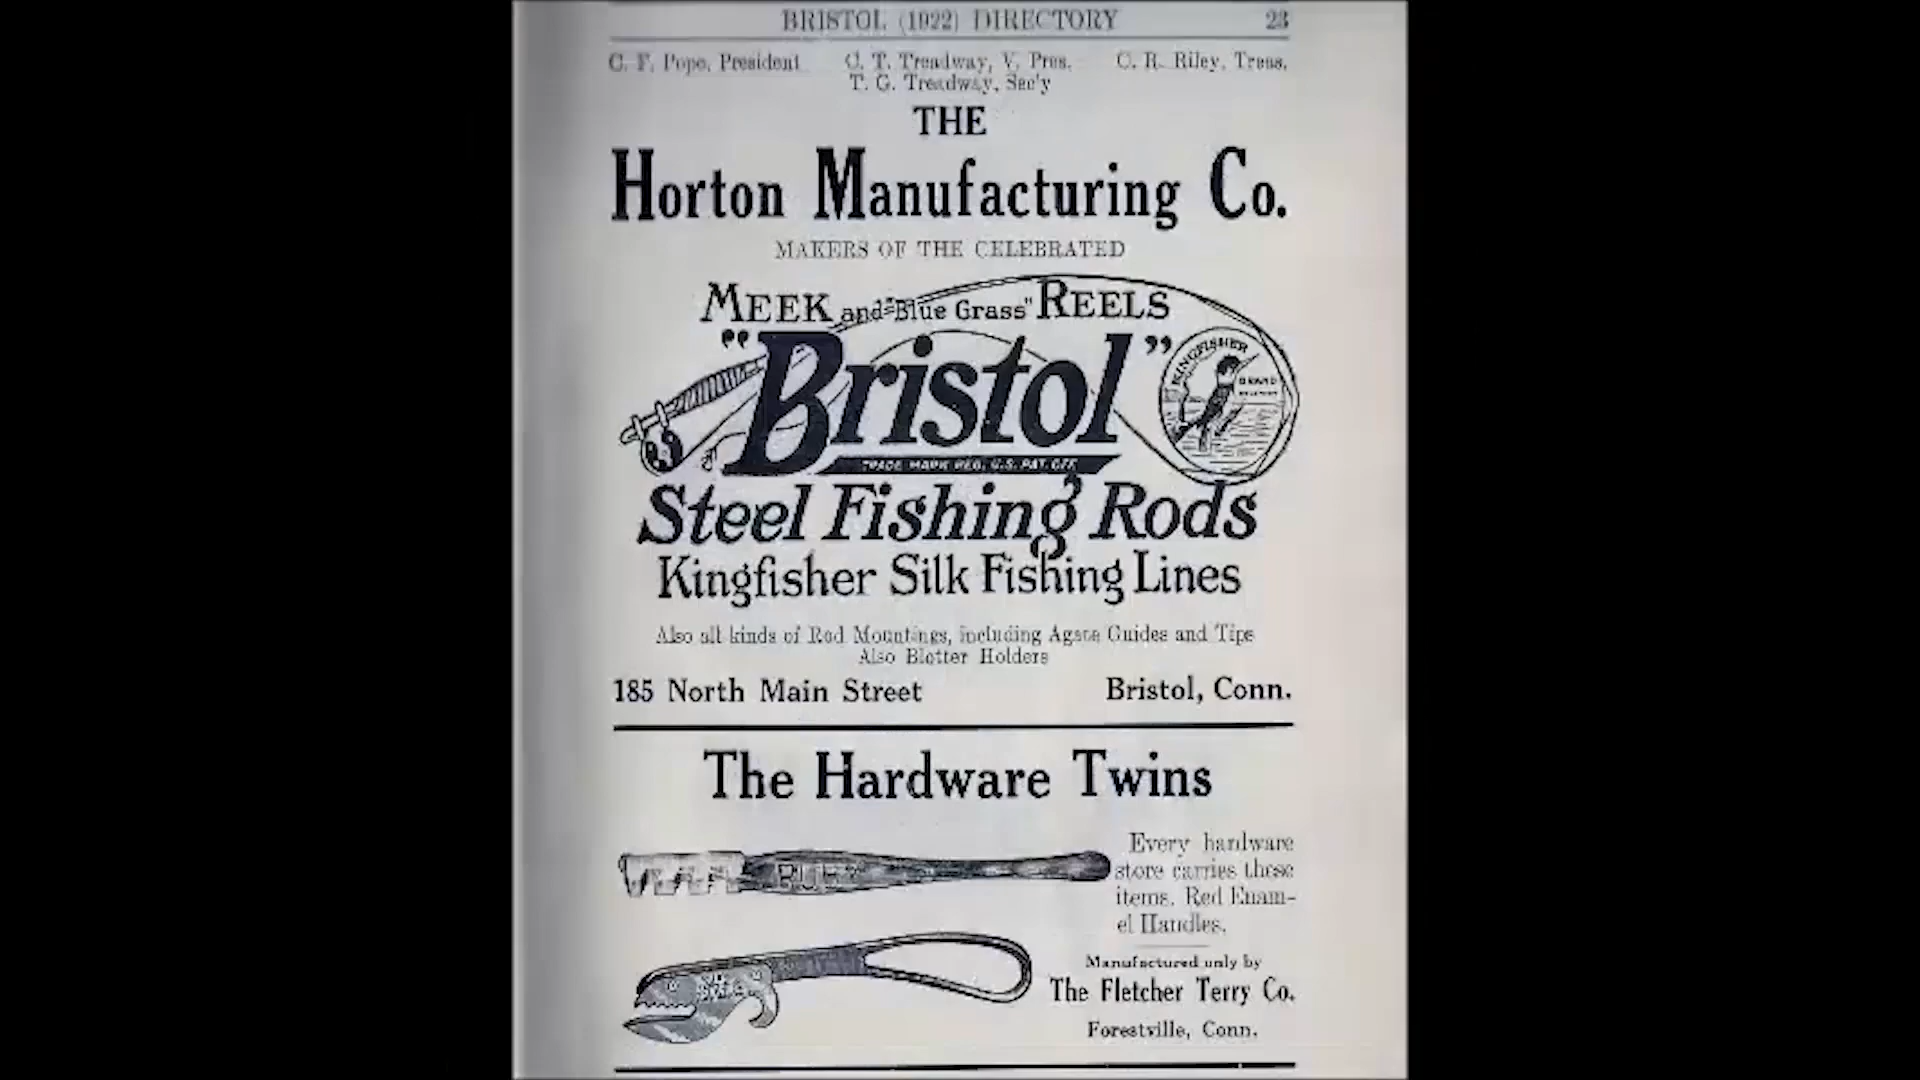 BRISTOL (1922) DIRECTORY 23
C. F. Pope, President C. T. Treadway, V. Pres. C. R. Riley, Treas.
T. G. Treadway, Sec'y
THE
Horton Manufacturing Co.
MAKERS OF THE CELEBRATED
MEEK and "Blue Grass" REELS
"Bristol"
KINGFISHER
BRAND
TRADE MARK REG. U.S. PAT. OFF.
Steel Fishing Rods
Kingfisher Silk Fishing Lines
Also all kinds of Rod Mountings, including Agate Guides and Tips
Also Blotter Holders
185 North Main Street Bristol, Conn.
The Hardware Twins
Every hardware
store carries these
items. Red Enam-
el Handles.
Manufactured only by
The Fletcher Terry Co.
Forestville, Conn.